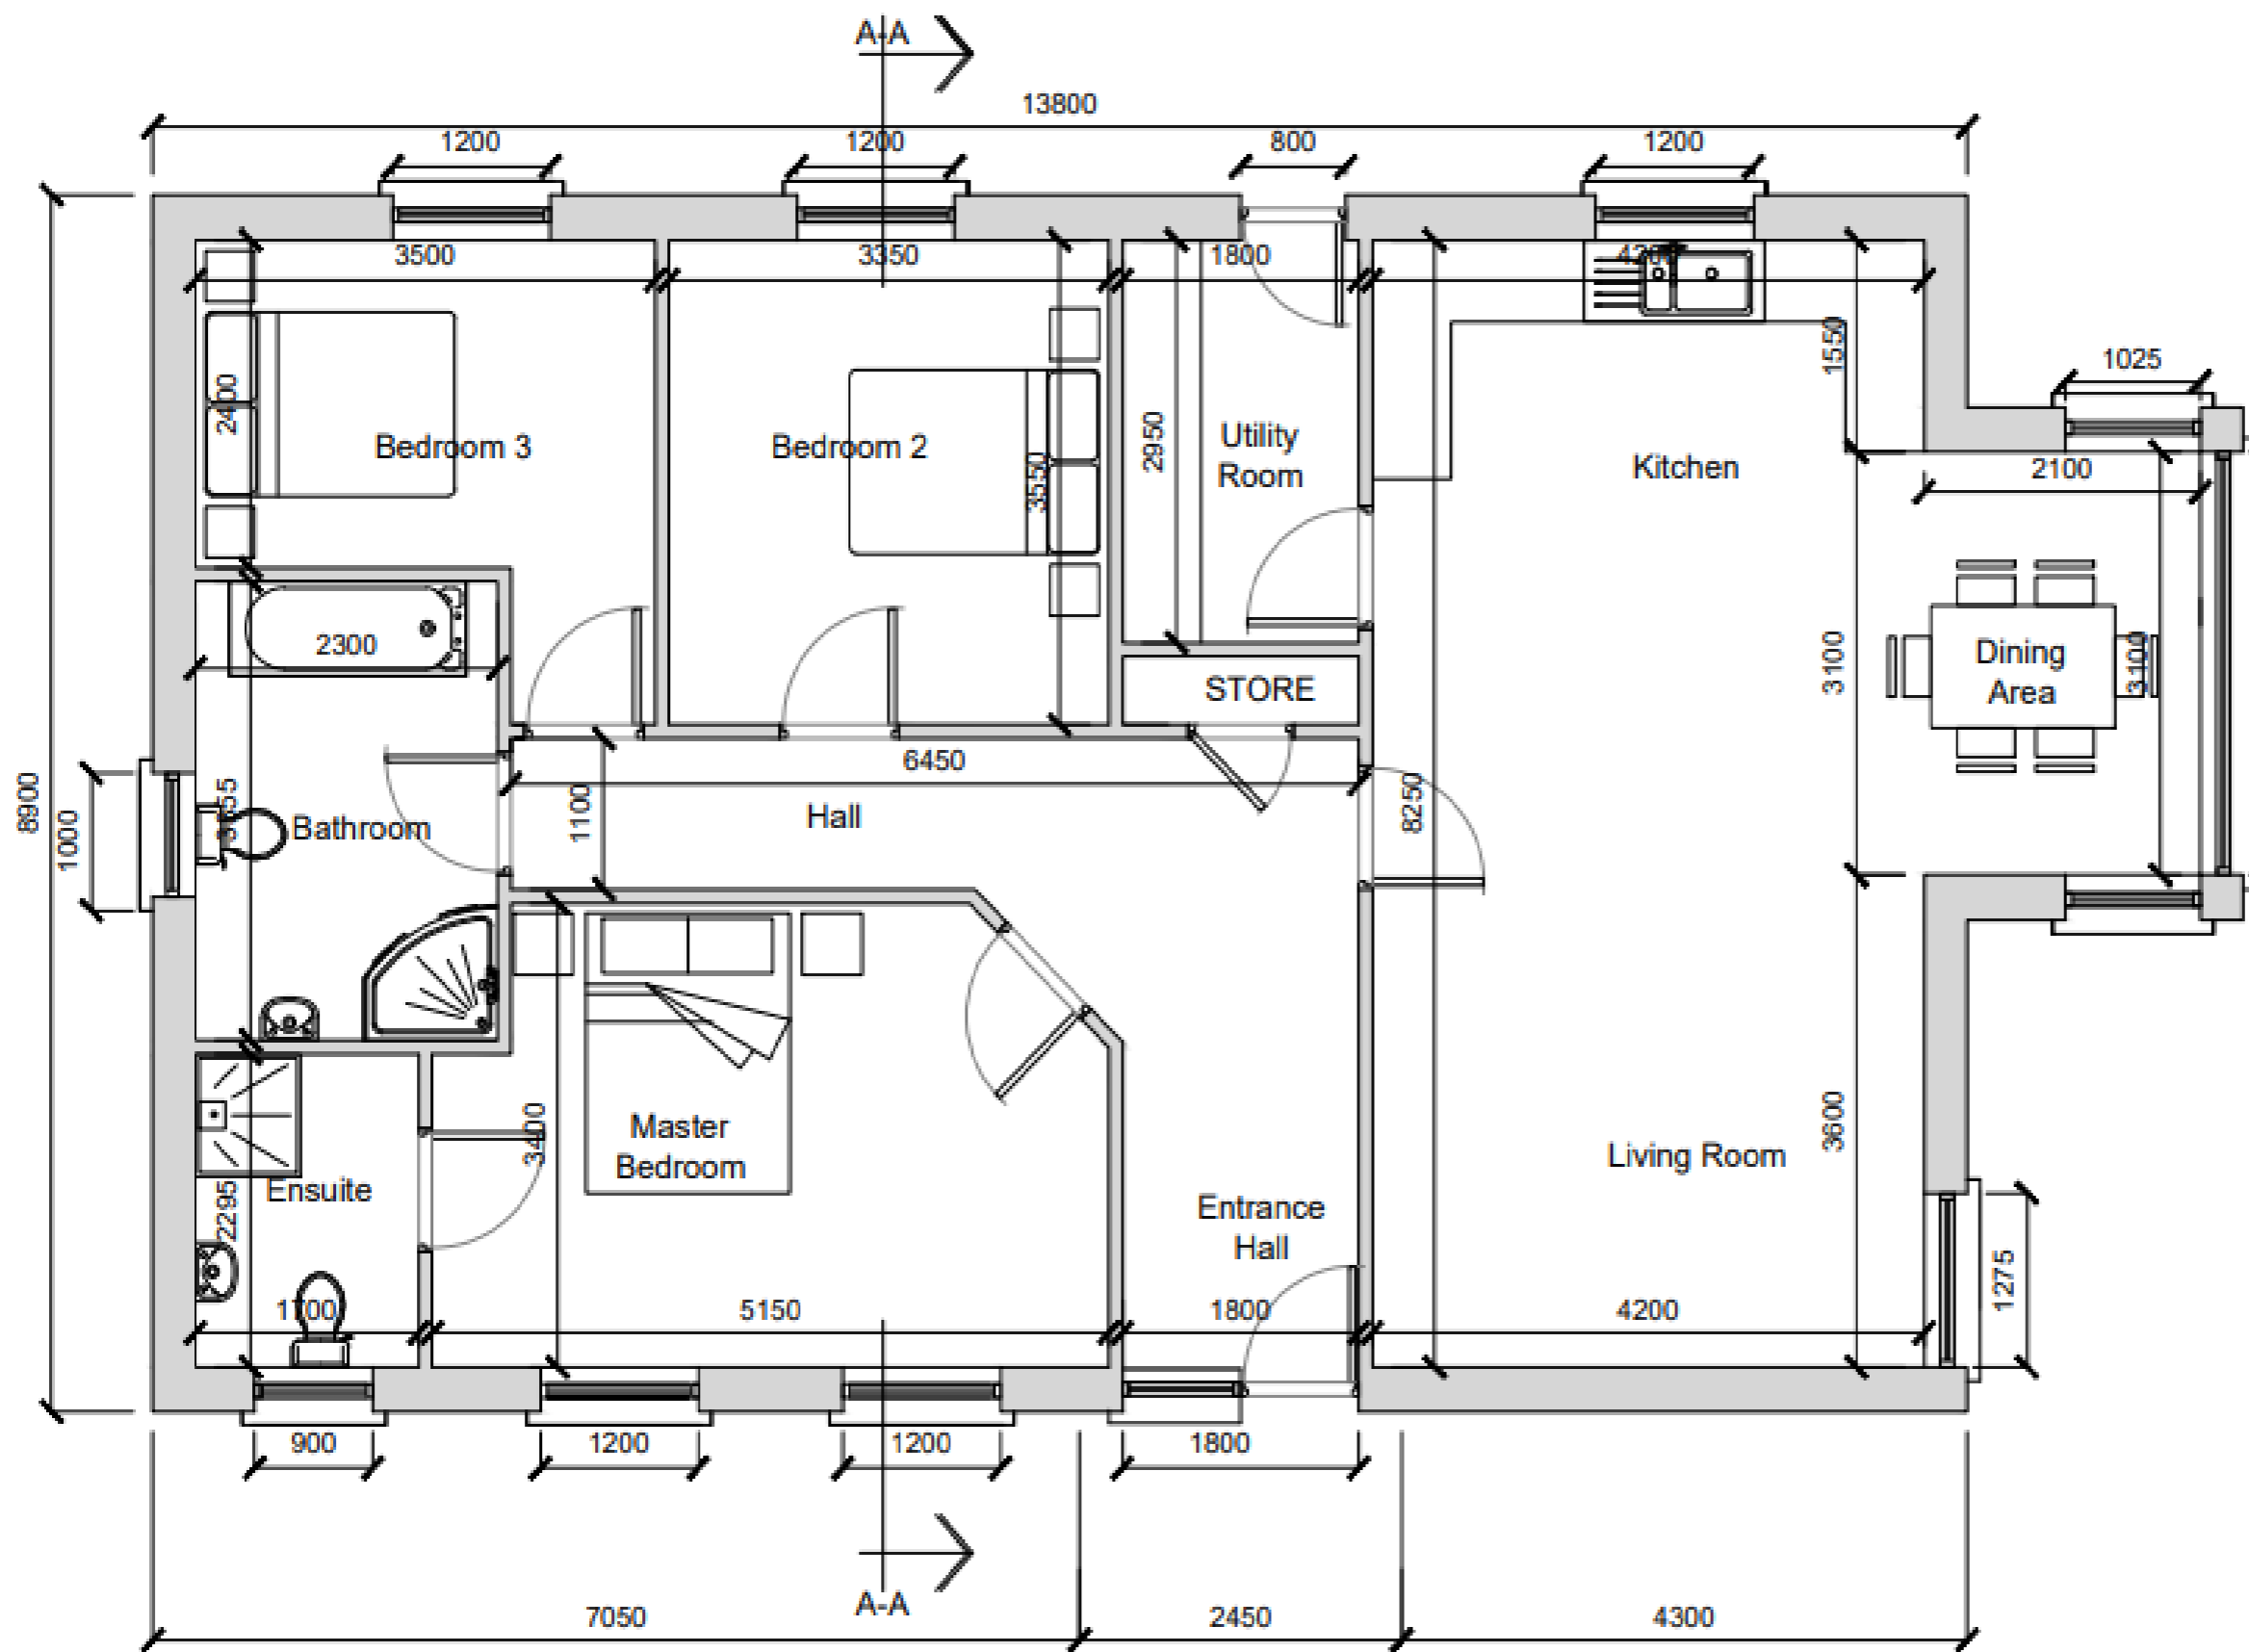 A-A
13800
1200
1200
800
1200
3500
3350
1800
4200
1550
1025
2400
Bedroom 3
Bedroom 2
3550
2950
Utility
Room
Kitchen
2100
2300
STORE
3100
Dining
Area
3100
6450
8900
1000
Bathroom
1100
Hall
8250
3400
Master
Bedroom
3600
Living Room
Ensuite
2295
Entrance
Hall
1275
1700
5150
1800
4200
900
1200
1200
1800
A-A
7050
2450
4300